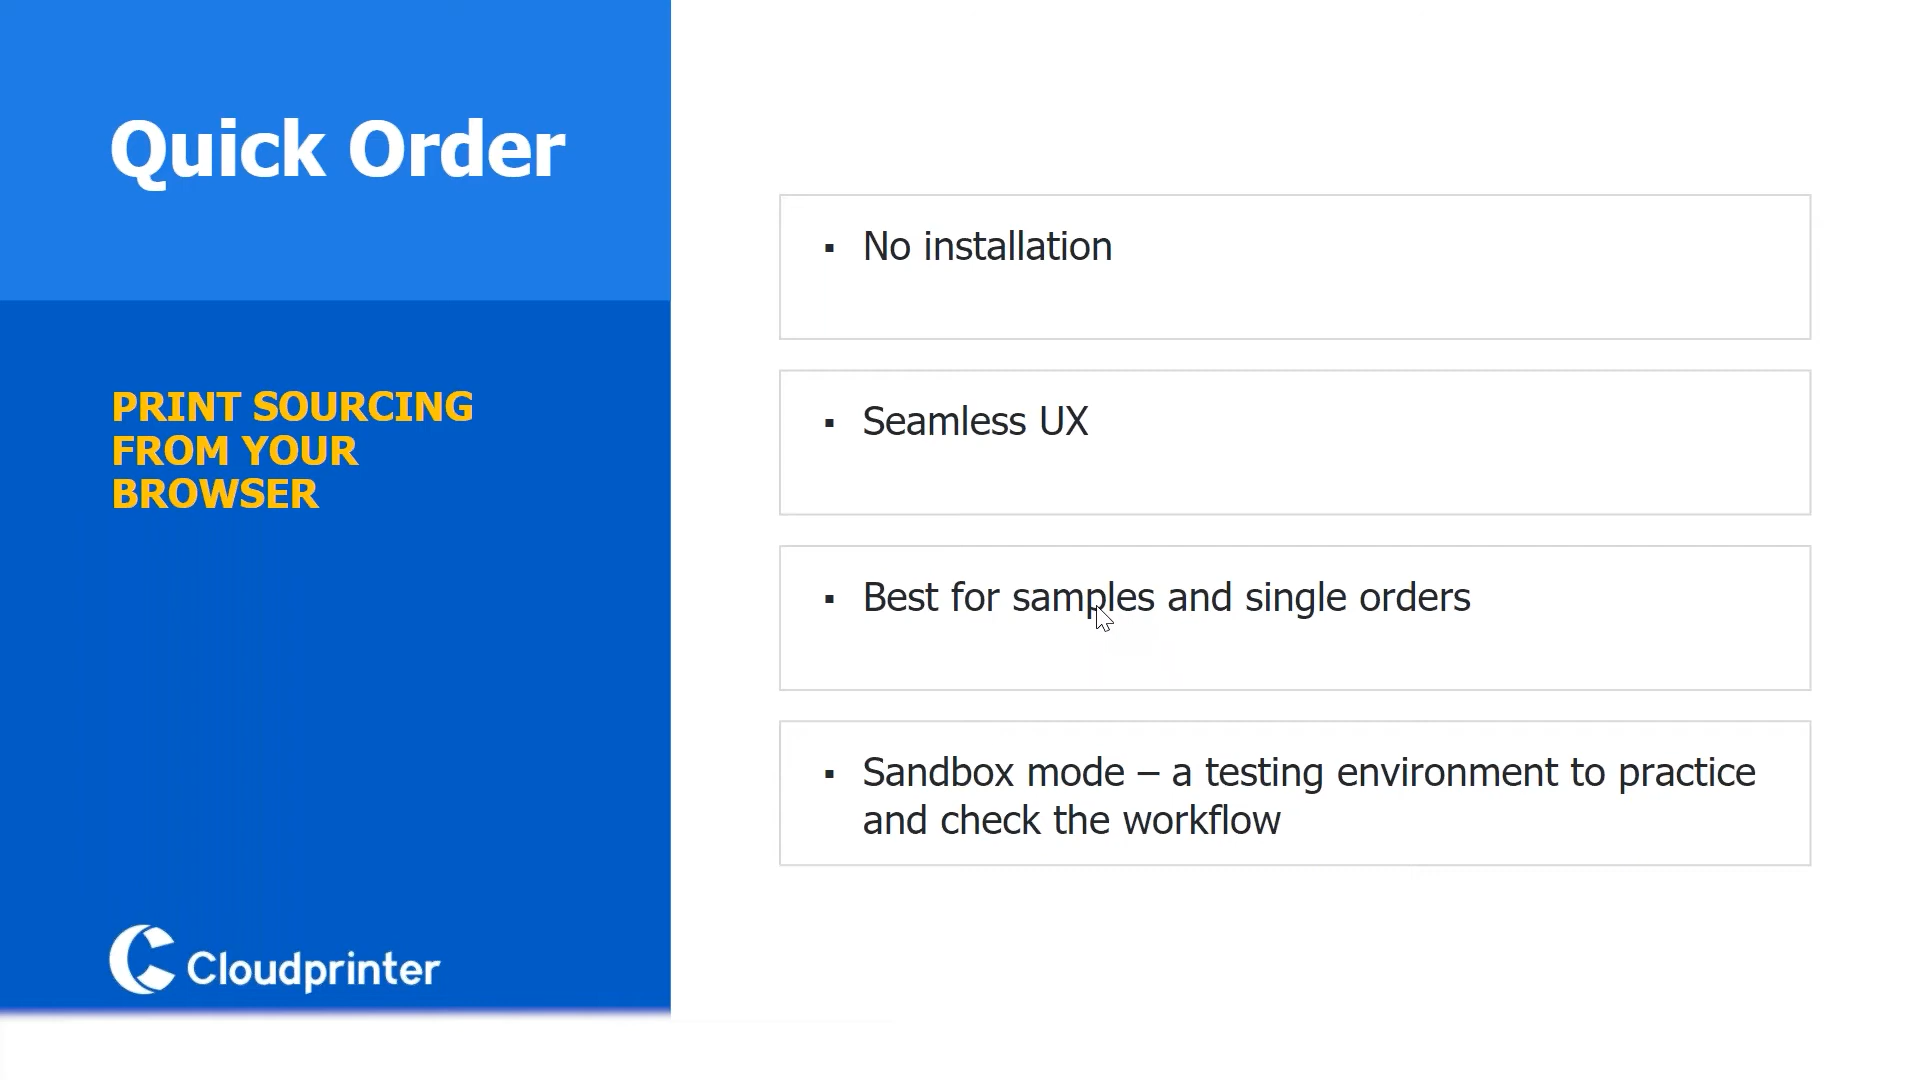 Quick Order
PRINT SOURCING
FROM YOUR
BROWSER
Cloudprinter
▪ No installation
▪ Seamless UX
▪ Best for samples and single orders
▪ Sandbox mode – a testing environment to practice
and check the workflow